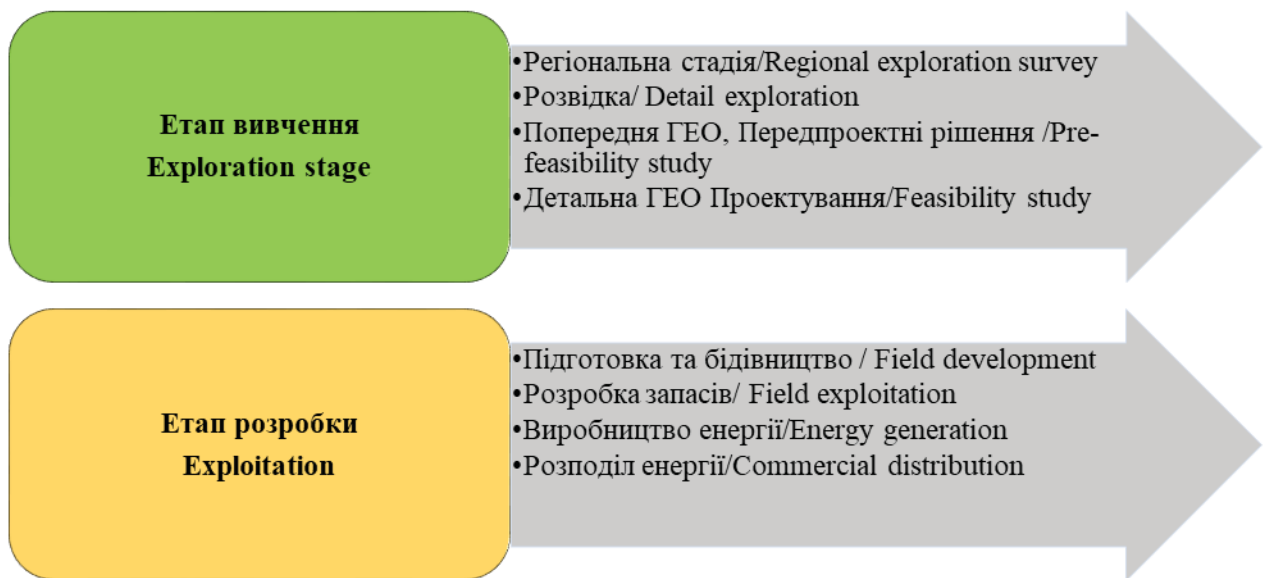 Етап вивчення
Exploration stage
•Регіональна стадія/Regional exploration survey
•Розвідка/ Detail exploration
•Попередня ГЕО, Передпроектні рішення /Pre-
feasibility study
•Детальна ГЕО Проектування/Feasibility study
Етап розробки
Exploitation
•Підготовка та бідівництво / Field development
•Розробка запасів/ Field exploitation
•Виробництво енергії/Energy generation
•Розподіл енергії/Commercial distribution